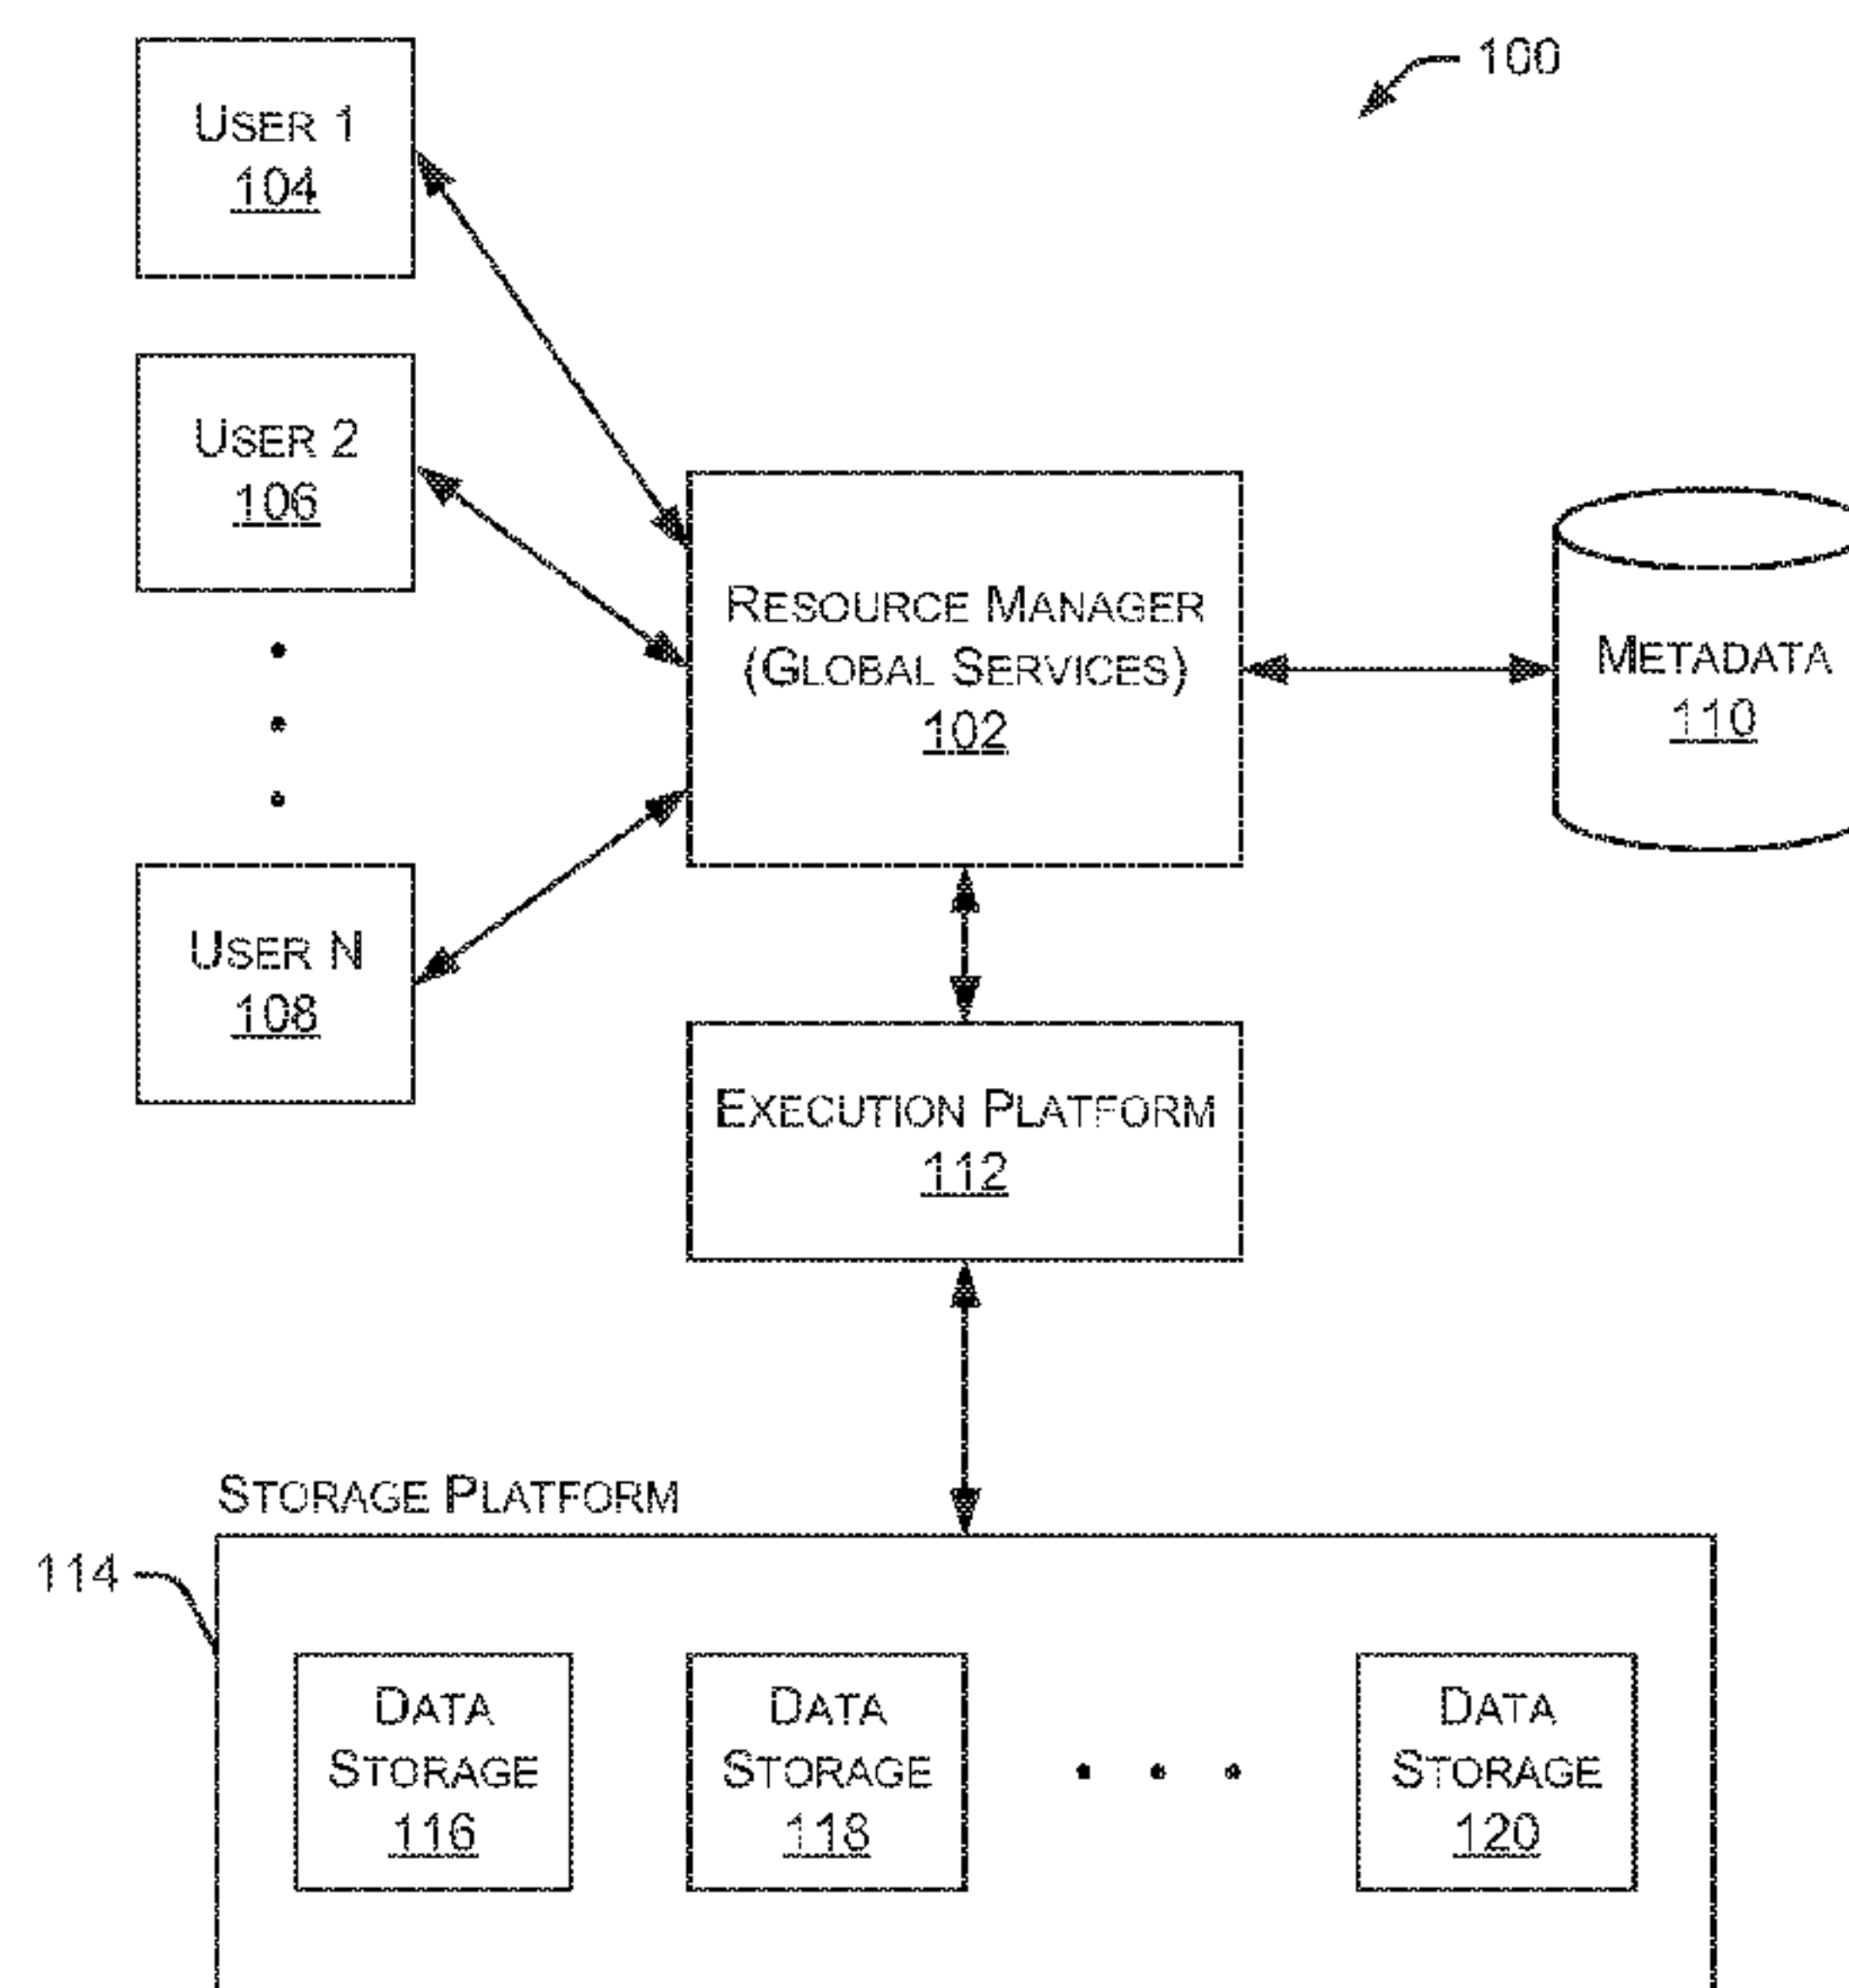 100
USER 1
104
USER 2
106
RESOURCE MANAGER
(GLOBAL SERVICES)
102
METADATA
110
USER N
108
EXECUTION PLATFORM
112
STORAGE PLATFORM
114
DATA
STORAGE
116
DATA
STORAGE
118
DATA
STORAGE
120